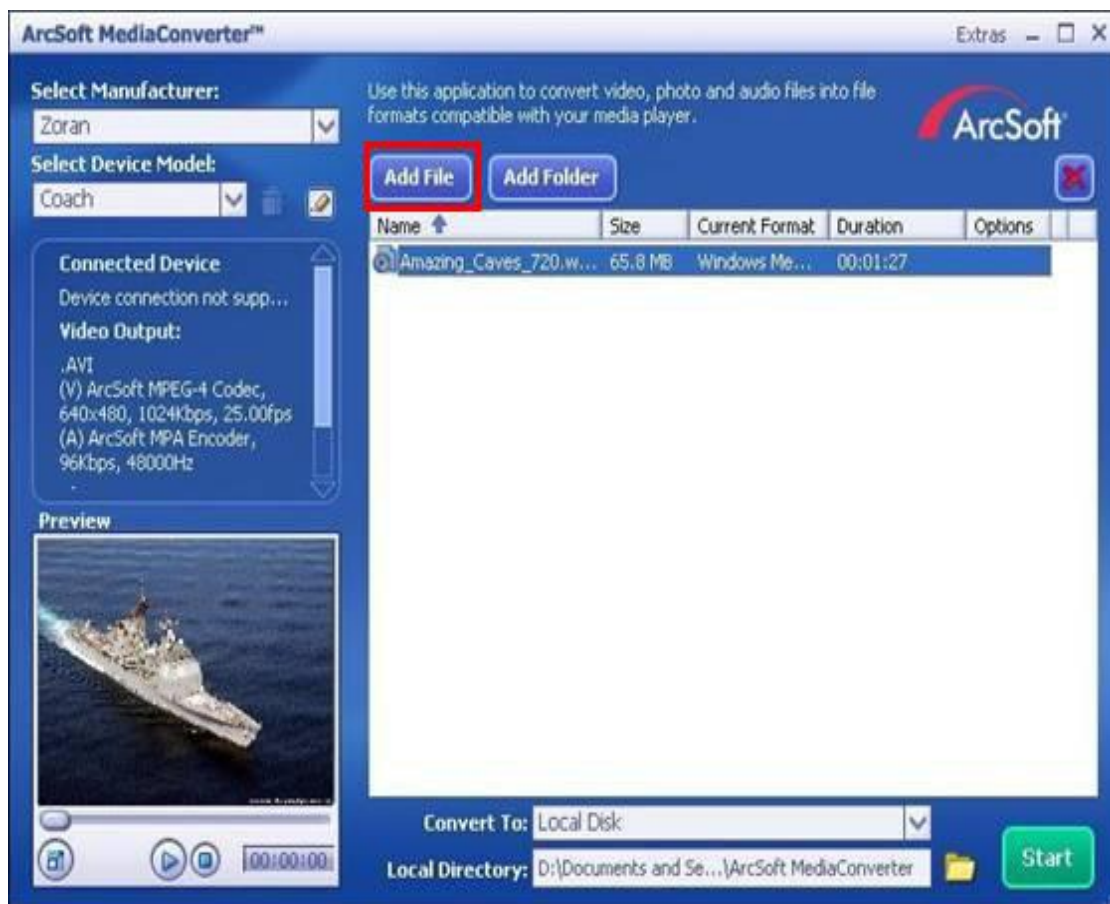 ArcSoft MediaConverter™
Extras
Select Manufacturer:
Zoran
Select Device Model:
Coach
Connected Device
Device connection not supp...
Video Output:
.AVI
(V) ArcSoft MPEG-4 Codec,
640x480, 1024Kbps, 25.00fps
(A) ArcSoft MPA Encoder,
96Kbps, 48000Hz
Preview
00:00:00
Use this application to convert video, photo and audio files into file
formats compatible with your media player.
ArcSoft
Add File Add Folder
Name Size Current Format Duration Options
Amazing_Caves_720.w... 65.8 MB Windows Me... 00:01:27
Convert To: Local Disk
Local Directory: D:\Documents and Se...\ArcSoft MediaConverter
Start